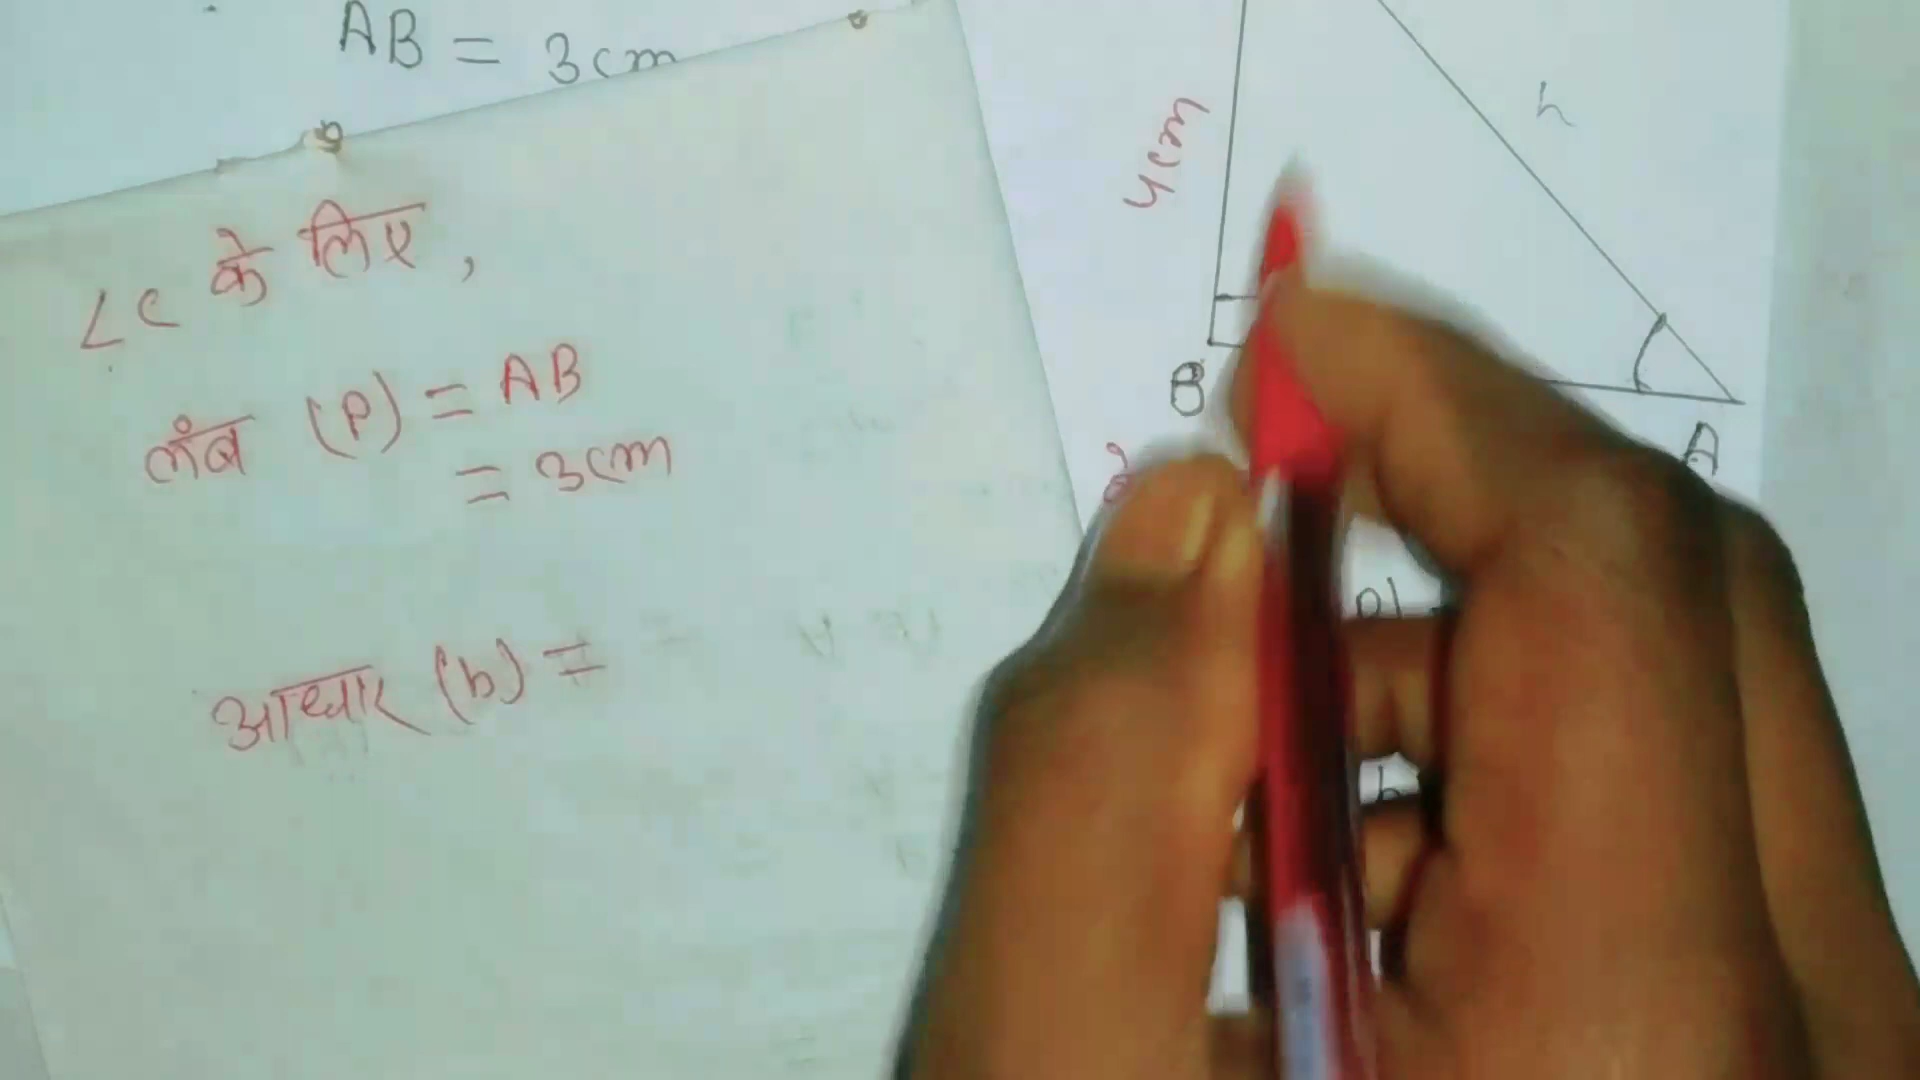 AB = 3cm
∠C के लिए,
लंब (P) = AB
= 3cm
आधार (b) =
4cm
h
B
A
b